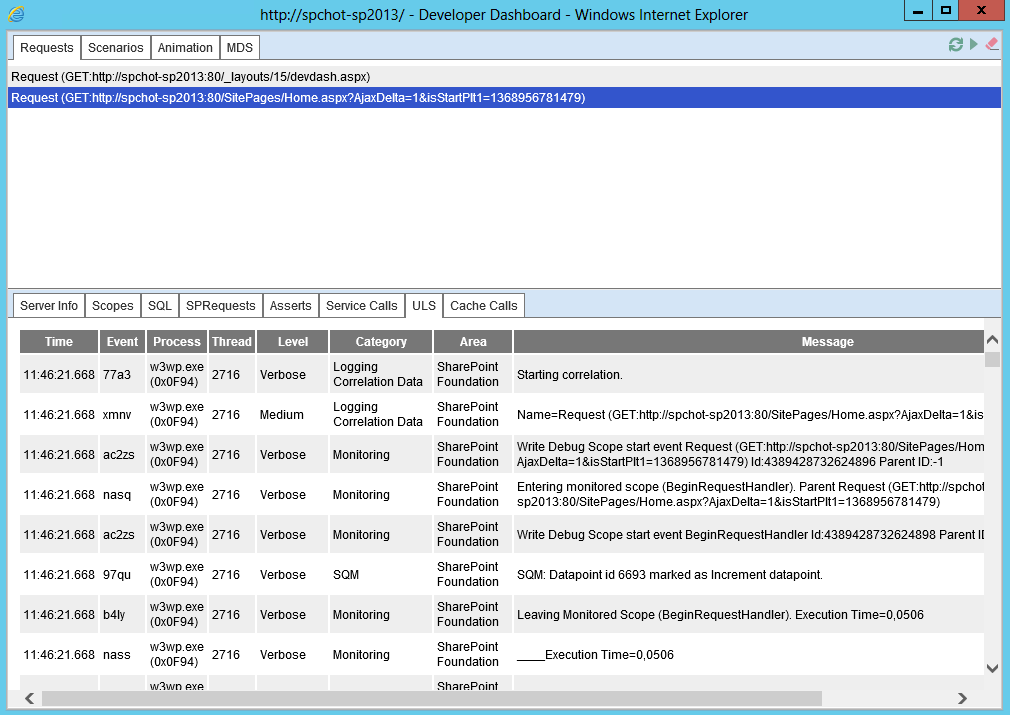 http://spchot-sp2013/ - Developer Dashboard - Windows Internet Explorer
Requests Scenarios Animation MDS
Request (GET:http://spchot-sp2013:80/_layouts/15/devdash.aspx)
Request (GET:http://spchot-sp2013:80/SitePages/Home.aspx?AjaxDelta=1&isStartPlt1=1368956781479)
Server Info Scopes SQL SPRequests Asserts Service Calls ULS Cache Calls
Time Event Process Thread Level Category Area Message
11:46:21.668 77a3 w3wp.exe (0x0F94) 2716 Verbose Logging Correlation Data SharePoint Foundation Starting correlation.
11:46:21.668 xmnv w3wp.exe (0x0F94) 2716 Medium Logging Correlation Data SharePoint Foundation Name=Request (GET:http://spchot-sp2013:80/SitePages/Home.aspx?AjaxDelta=1&is
11:46:21.668 ac2zs w3wp.exe (0x0F94) 2716 Verbose Monitoring SharePoint Foundation Write Debug Scope start event Request (GET:http://spchot-sp2013:80/SitePages/Hom
AjaxDelta=1&isStartPlt1=1368956781479) Id:4389428732624896 Parent ID:-1
11:46:21.668 nasq w3wp.exe (0x0F94) 2716 Verbose Monitoring SharePoint Foundation Entering monitored scope (BeginRequestHandler). Parent Request (GET:http://spchot
sp2013:80/SitePages/Home.aspx?AjaxDelta=1&isStartPlt1=1368956781479)
11:46:21.668 ac2zs w3wp.exe (0x0F94) 2716 Verbose Monitoring SharePoint Foundation Write Debug Scope start event BeginRequestHandler Id:4389428732624898 Parent I
11:46:21.668 97qu w3wp.exe (0x0F94) 2716 Verbose SQM SharePoint Foundation SQM: Datapoint id 6693 marked as Increment datapoint.
11:46:21.668 b4ly w3wp.exe (0x0F94) 2716 Verbose Monitoring SharePoint Foundation Leaving Monitored Scope (BeginRequestHandler). Execution Time=0,0506
11:46:21.668 nass w3wp.exe (0x0F94) 2716 Verbose Monitoring SharePoint Foundation ____Execution Time=0,0506
w3wp.exe SharePoint